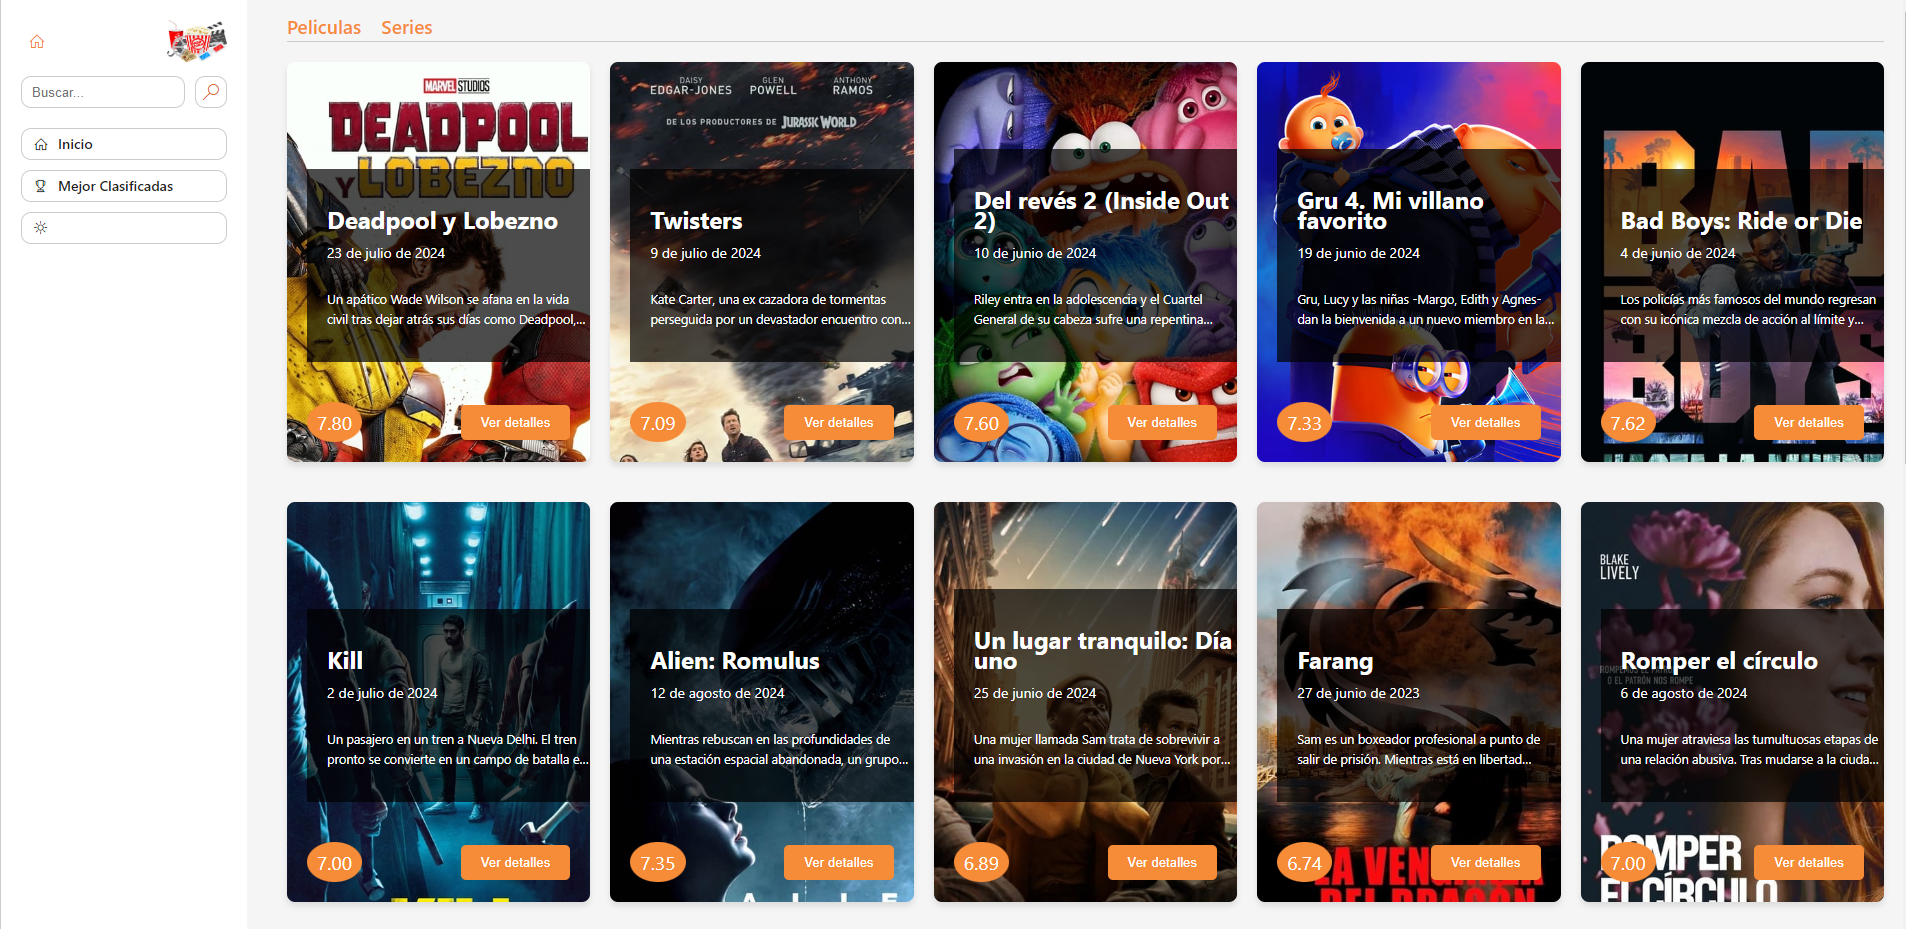 Peliculas Series
Buscar...
Inicio
Mejor Clasificadas
MARVEL STUDIOS
DEADPOOL
Y LOBEZNO
Deadpool y Lobezno
23 de julio de 2024
Un apático Wade Wilson se afana en la vida
civil tras dejar atrás sus días como Deadpool,...
7.80
Ver detalles
DAISY
EDGAR-JONES
GLEN
POWELL
ANTHONY
RAMOS
DE LOS PRODUCTORES DE JURASSIC WORLD
Twisters
9 de julio de 2024
Kate Carter, una ex cazadora de tormentas
perseguida por un devastador encuentro con...
7.09
Ver detalles
Del revés 2 (Inside Out
2)
10 de junio de 2024
Riley entra en la adolescencia y el Cuartel
General de su cabeza sufre una repentina...
7.60
Ver detalles
Gru 4. Mi villano
favorito
19 de junio de 2024
Gru, Lucy y las niñas -Margo, Edith y Agnes-
dan la bienvenida a un nuevo miembro en la...
7.33
Ver detalles
BAD
Bad Boys: Ride or Die
4 de junio de 2024
Los policías más famosos del mundo regresan
con su icónica mezcla de acción al límite y...
BOYS
7.62
Ver detalles
Kill
2 de julio de 2024
Un pasajero en un tren a Nueva Delhi. El tren
pronto se convierte en un campo de batalla e...
7.00
Ver detalles
Alien: Romulus
12 de agosto de 2024
Mientras rebuscan en las profundidades de
una estación espacial abandonada, un grupo...
7.35
Ver detalles
A L I E
Un lugar tranquilo: Día
uno
25 de junio de 2024
Una mujer llamada Sam trata de sobrevivir a
una invasión en la ciudad de Nueva York por...
6.89
Ver detalles
Farang
27 de junio de 2023
Sam es un boxeador profesional a punto de
salir de prisión. Mientras está en libertad...
6.74
Ver detalles
LA VENGANZA
DEL DRAGÓN
BLAKE
LIVELY
Romper el círculo
O EL PATRÓN NOS ROMPE
6 de agosto de 2024
Una mujer atraviesa las tumultuosas etapas de
una relación abusiva. Tras mudarse a la ciuda...
7.00
Ver detalles
ROMPER
EL CÍRCULO